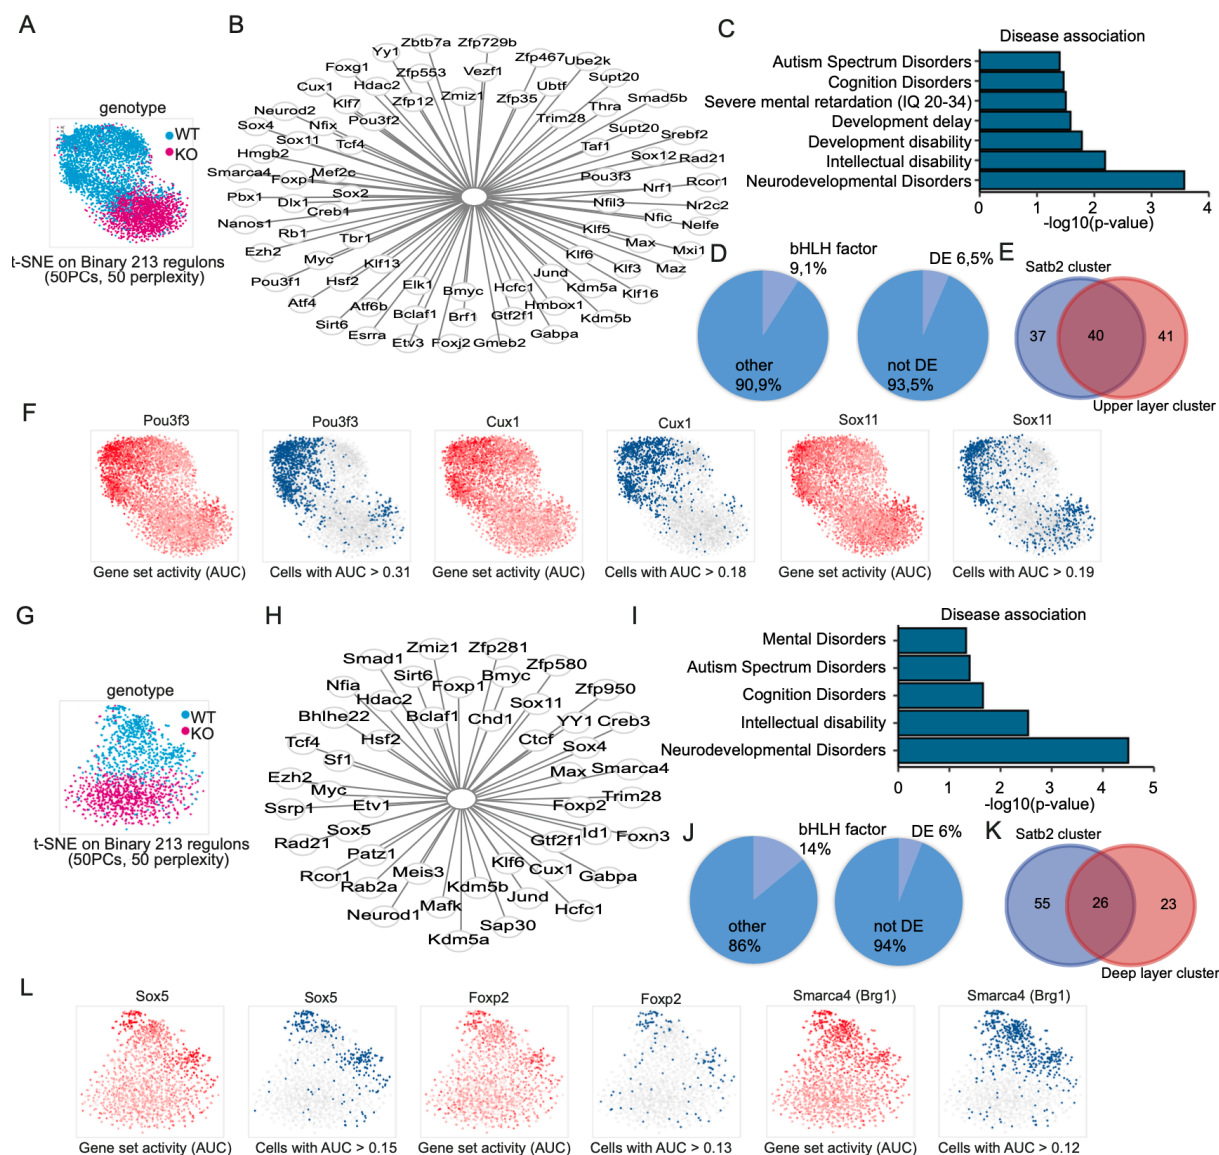 A
genotype
WT
KO
t-SNE on Binary 213 regulons
(50PCs, 50 perplexity)
B
Zbtb7a
Zfp729b
Yy1
Zfp467
Ube2k
Foxg1
Zfp553
Vezf1
Supt20
Cux1
Hdac2
Ubtf
Klf7
Zfp12
Zmiz1
Zfp35
Thra
Smad5b
Neurod2
Pou3f2
Trim28
Sox4
Nfix
Supt20
Srebf2
Sox11
Tcf4
Taf1
Hmgb2
Sox12
Rad21
Smarca4
Foxp1
Mef2c
Pou3f3
Rcor1
Pbx1
Dlx1
Sox2
Nrf1
Nfil3
Nr2c2
Nanos1
Creb1
Nfic
Nelfe
Rb1
Tbr1
Klf5
Max
Mxi1
Ezh2
Myc
Klf13
Klf6
Klf3
Maz
Pou3f1
Hsf2
Elk1
Bmyc
Hcfc1
Jund
Kdm5a
Klf16
Atf4
Atf6b
Hmbox1
Sirt6
Bclaf1
Brf1
Gtf2f1
Kdm5b
Esrra
Etv3
Foxj2
Gmeb2
Gabpa
C
Disease association
Autism Spectrum Disorders
Cognition Disorders
Severe mental retardation (IQ 20-34)
Development delay
Development disability
Intellectual disability
Neurodevelopmental Disorders
0 1 2 3 4
-log10(p-value)
D
bHLH factor
9,1%
other
90,9%
DE 6,5%
not DE
93,5%
E
Satb2 cluster
37
40
41
Upper layer cluster
F
Pou3f3
Pou3f3
Cux1
Cux1
Sox11
Sox11
Gene set activity (AUC)
Cells with AUC > 0.31
Gene set activity (AUC)
Cells with AUC > 0.18
Gene set activity (AUC)
Cells with AUC > 0.19
G
genotype
WT
KO
t-SNE on Binary 213 regulons
(50PCs, 50 perplexity)
H
Zmiz1
Zfp281
Smad1
Zfp580
Sirt6
Bmyc
Nfia
Foxp1
Zfp950
Hdac2
Sox11
Bhlhe22
Bclaf1
Chd1
YY1
Creb3
Tcf4
Hsf2
Ctcf
Sox4
Sf1
Max
Smarca4
Ezh2
Myc
Trim28
Ssrp1
Etv1
Foxp2
Rad21
Sox5
Gtf2f1
Id1
Foxn3
Patz1
Rcor1
Meis3
Klf6
Cux1
Gabpa
Rab2a
Kdm5b
Jund
Neurod1
Mafk
Hcfc1
Kdm5a
Sap30
I
Disease association
Mental Disorders
Autism Spectrum Disorders
Cognition Disorders
Intellectual disability
Neurodevelopmental Disorders
0 1 2 3 4 5
-log10(p-value)
J
bHLH factor
14%
other
86%
DE 6%
not DE
94%
K
Satb2 cluster
55
26
23
Deep layer cluster
L
Sox5
Sox5
Foxp2
Foxp2
Smarca4 (Brg1)
Smarca4 (Brg1)
Gene set activity (AUC)
Cells with AUC > 0.15
Gene set activity (AUC)
Cells with AUC > 0.13
Gene set activity (AUC)
Cells with AUC > 0.12